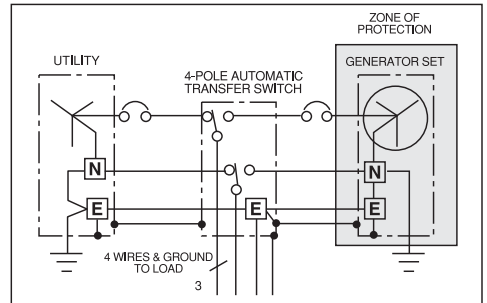 ZONE OF
PROTECTION
UTILITY
4-POLE AUTOMATIC
TRANSFER SWITCH
GENERATOR SET
N
N
E
E
E
4 WIRES & GROUND
TO LOAD
3